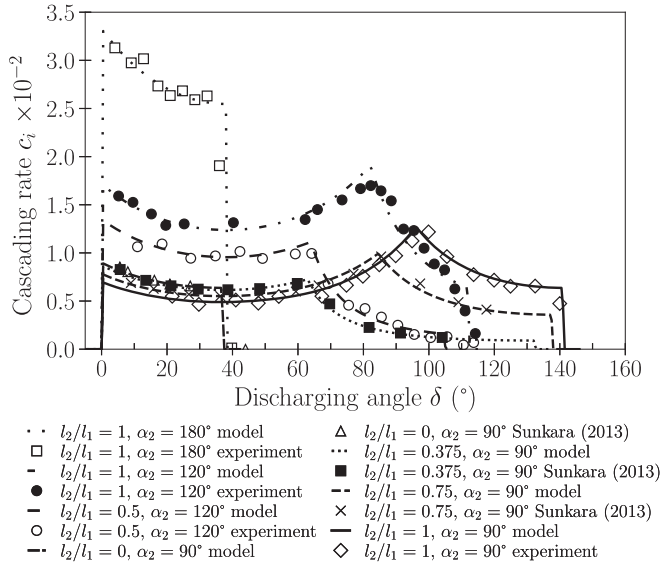 3.5
3.0
2.5
2.0
1.5
1.0
0.5
0.0
Cascading rate cᵢ ×10⁻²
0 20 40 60 80 100 120 140 160
Discharging angle δ (°)
l₂/l₁ = 1, α₂ = 180° model
l₂/l₁ = 1, α₂ = 180° experiment
l₂/l₁ = 1, α₂ = 120° model
l₂/l₁ = 1, α₂ = 120° experiment
l₂/l₁ = 0.5, α₂ = 120° model
l₂/l₁ = 0.5, α₂ = 120° experiment
l₂/l₁ = 0, α₂ = 90° model
l₂/l₁ = 0, α₂ = 90° Sunkara (2013)
l₂/l₁ = 0.375, α₂ = 90° model
l₂/l₁ = 0.375, α₂ = 90° Sunkara (2013)
l₂/l₁ = 0.75, α₂ = 90° model
l₂/l₁ = 0.75, α₂ = 90° Sunkara (2013)
l₂/l₁ = 1, α₂ = 90° model
l₂/l₁ = 1, α₂ = 90° experiment